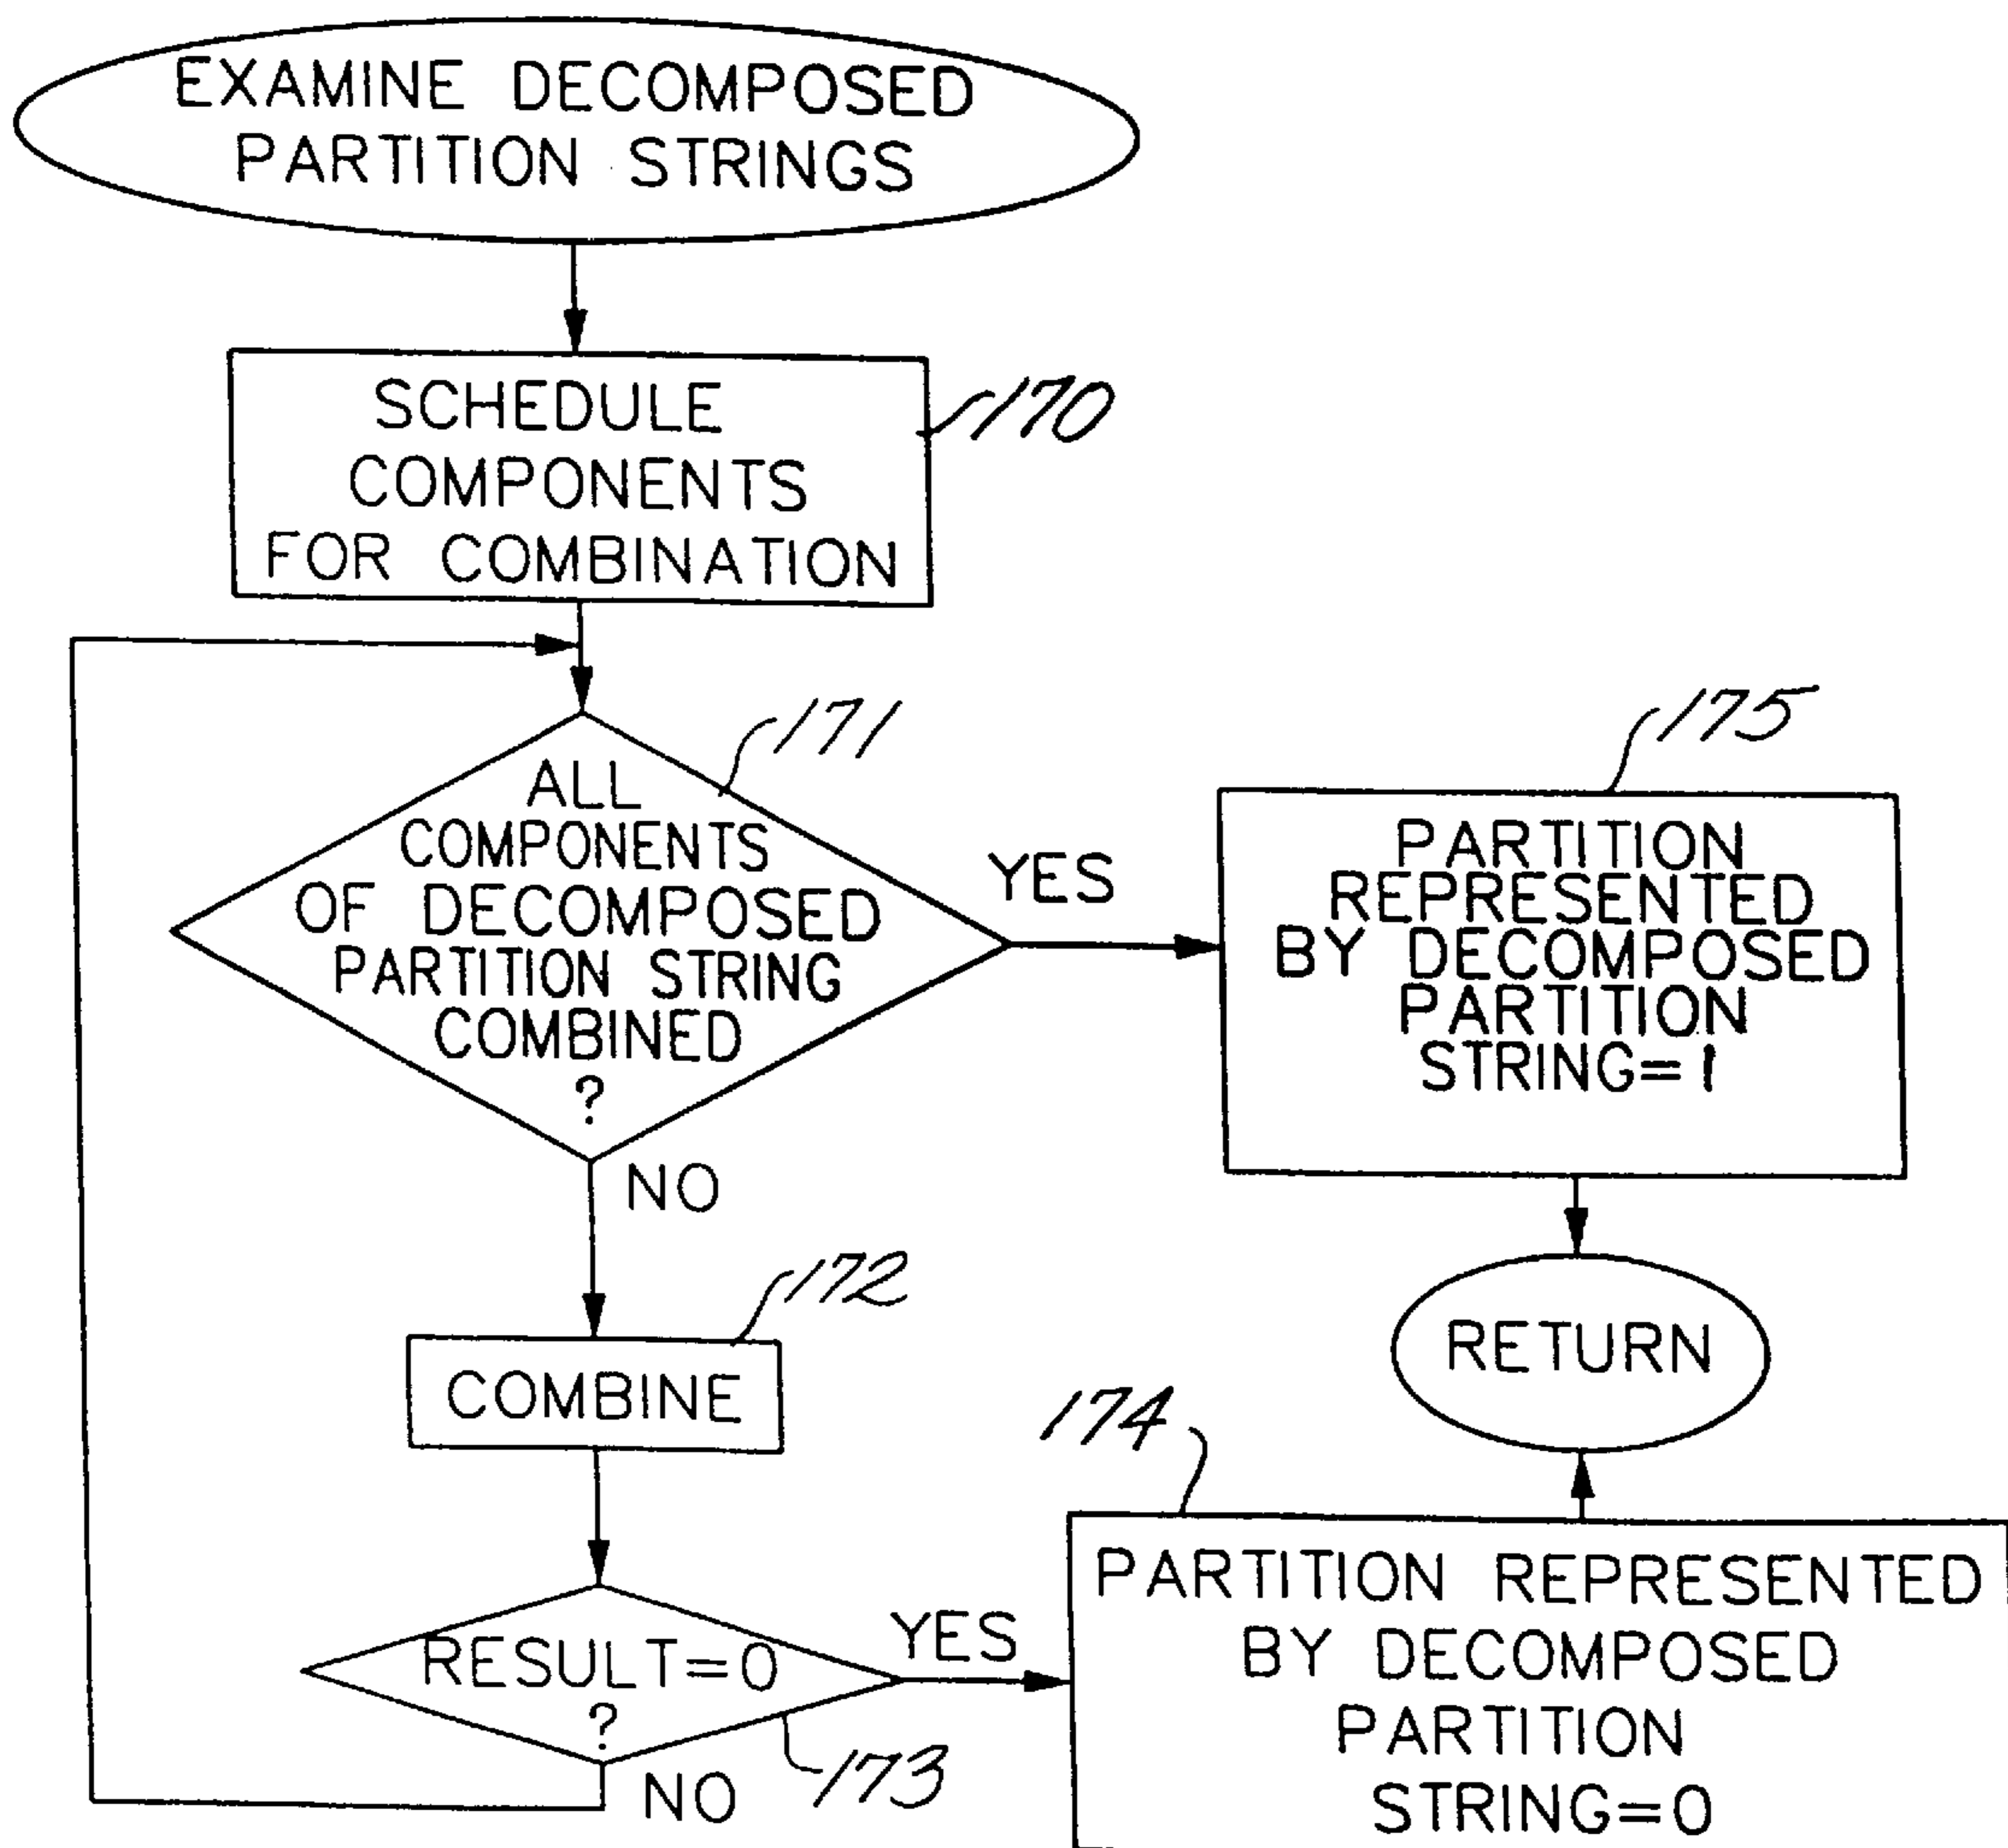 EXAMINE DECOMPOSED
PARTITION STRINGS
SCHEDULE
COMPONENTS
FOR COMBINATION
170
171
ALL
COMPONENTS
OF DECOMPOSED
PARTITION STRING
COMBINED
?
YES
NO
175
PARTITION
REPRESENTED
BY DECOMPOSED
PARTITION
STRING=1
RETURN
172
COMBINE
RESULT=0
?
YES
NO
173
174
PARTITION REPRESENTED
BY DECOMPOSED
PARTITION
STRING=0